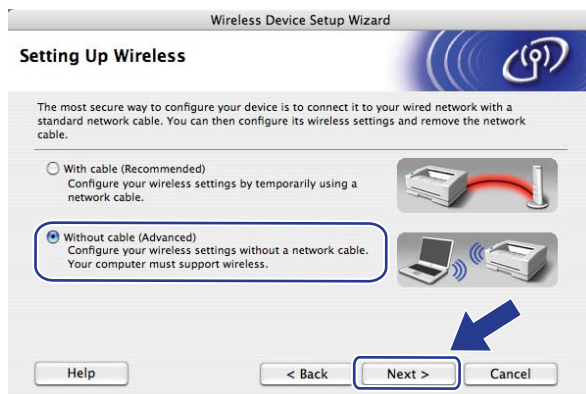 Wireless Device Setup Wizard
Setting Up Wireless
The most secure way to configure your device is to connect it to your wired network with a
standard network cable. You can then configure its wireless settings and remove the network
cable.
With cable (Recommended)
Configure your wireless settings by temporarily using a
network cable.
Without cable (Advanced)
Configure your wireless settings without a network cable.
Your computer must support wireless.
Help
< Back
Next >
Cancel